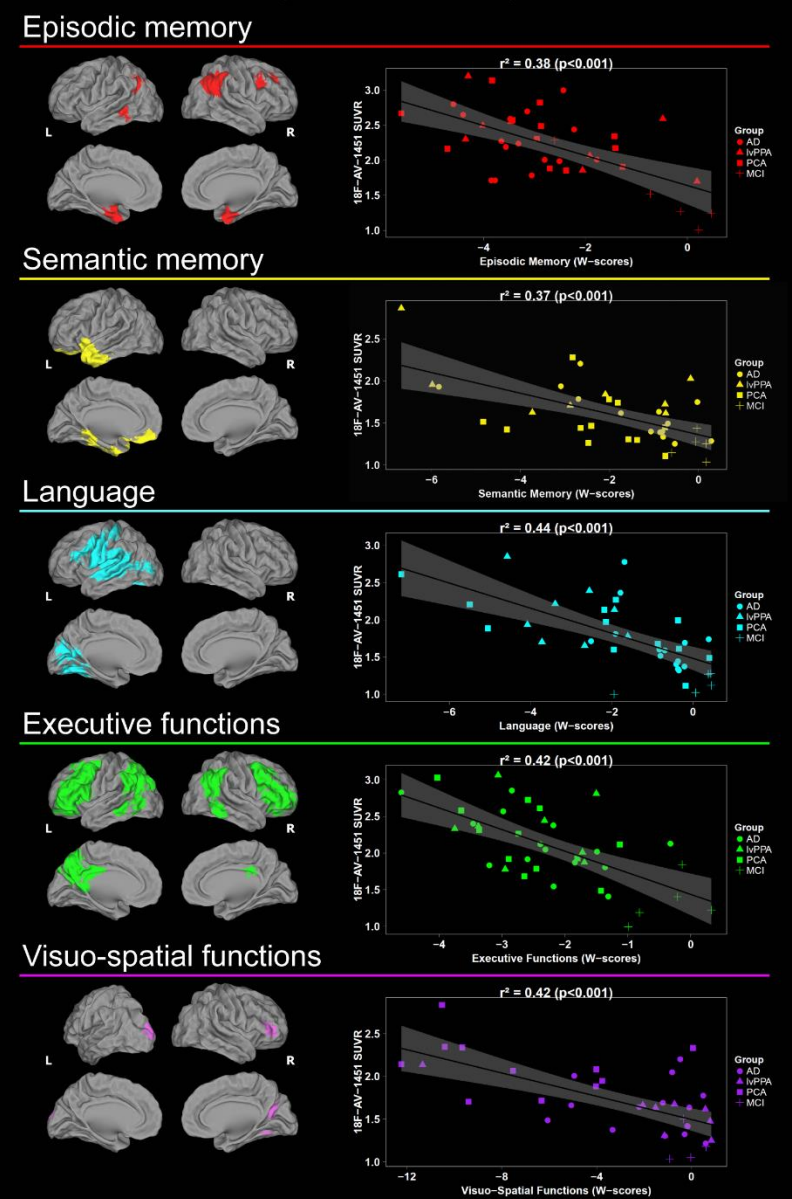 Episodic memory
L
R
r² = 0.38 (p<0.001)
18F−AV−1451 SUVR
3.0
2.5
2.0
1.5
1.0
−4
−2
0
Episodic Memory (W−scores)
Group
AD
lvPPA
PCA
MCI
Semantic memory
L
R
r² = 0.37 (p<0.001)
18F−AV−1451 SUVR
2.5
2.0
1.5
1.0
−6
−4
−2
0
Semantic Memory (W−scores)
Group
AD
lvPPA
PCA
MCI
Language
L
R
r² = 0.44 (p<0.001)
18F−AV−1451 SUVR
3.0
2.5
2.0
1.5
1.0
−6
−4
−2
0
Language (W−scores)
Group
AD
lvPPA
PCA
MCI
Executive functions
L
R
r² = 0.42 (p<0.001)
18F−AV−1451 SUVR
3.0
2.5
2.0
1.5
1.0
−4
−3
−2
−1
0
Executive Functions (W−scores)
Group
AD
lvPPA
PCA
MCI
Visuo-spatial functions
L
R
r² = 0.42 (p<0.001)
18F−AV−1451 SUVR
2.5
2.0
1.5
1.0
−12
−8
−4
0
Visuo−Spatial Functions (W−scores)
Group
AD
lvPPA
PCA
MCI